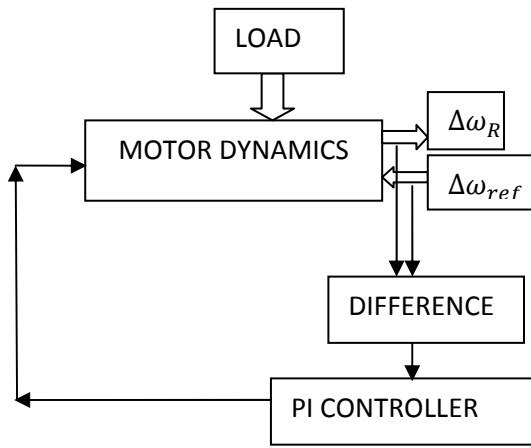 LOAD
MOTOR DYNAMICS
Δω_R
Δω_ref
DIFFERENCE
PI CONTROLLER